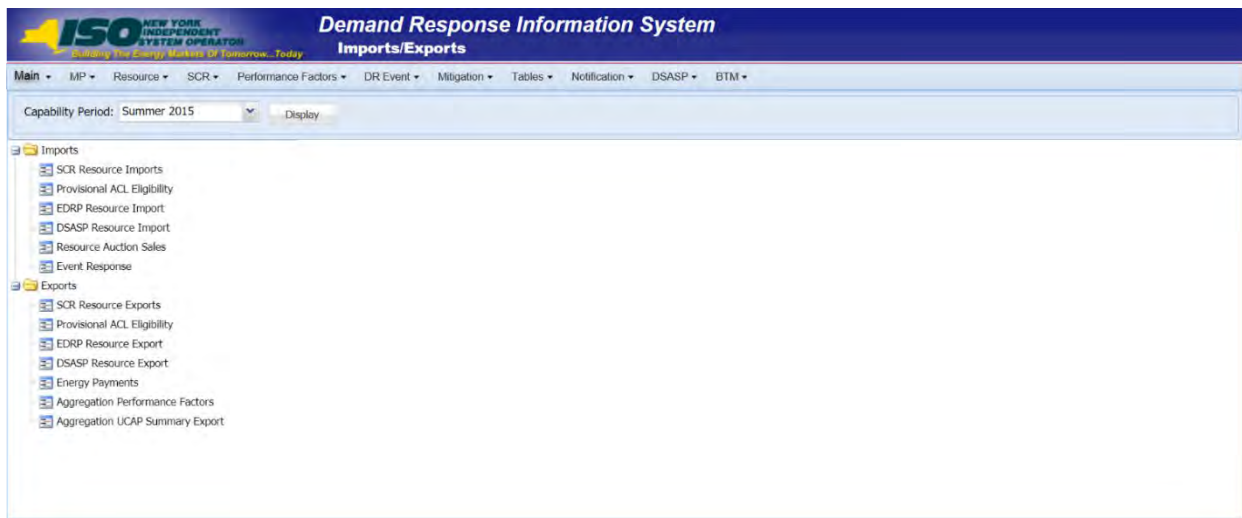 NEW YORK
INDEPENDENT
SYSTEM OPERATOR
ISO
Building The Energy Markets Of Tomorrow...Today
Demand Response Information System
Imports/Exports
Main MP Resource SCR Performance Factors DR Event Mitigation Tables Notification DSASP BTM
Capability Period: Summer 2015 Display
Imports
SCR Resource Imports
Provisional ACL Eligibility
EDRP Resource Import
DSASP Resource Import
Resource Auction Sales
Event Response
Exports
SCR Resource Exports
Provisional ACL Eligibility
EDRP Resource Export
DSASP Resource Export
Energy Payments
Aggregation Performance Factors
Aggregation UCAP Summary Export